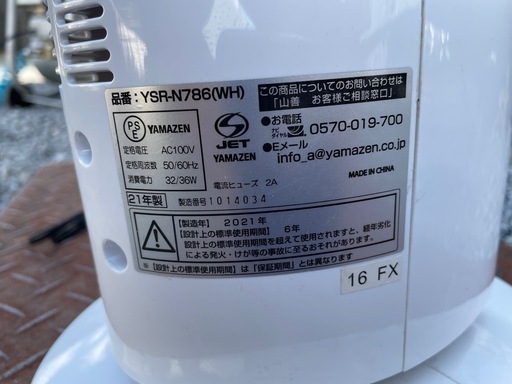 品番：YSR-N786(WH)
PS
E
YAMAZEN
定格電圧 AC100V
定格周波数 50/60Hz
消費電力 32/36W
S
JET
YAMAZEN
電流ヒューズ 2A
21年製
製造番号 1014034
この商品についてのお問い合わせは
「山善 お客様ご相談窓口」
●お電話
ナビダイヤル 0570-019-700
●Eメール
info_a@yamazen.co.jp
MADE IN CHINA
【製造年】 2021年
【設計上の標準使用期間】 6年
設計上の標準使用期間を超えて使用されますと、経年劣化
による発火・けが等の事故に至るおそれがあります。
※【設計上の標準使用期間】は「保証期間」とは異なります
16 FX